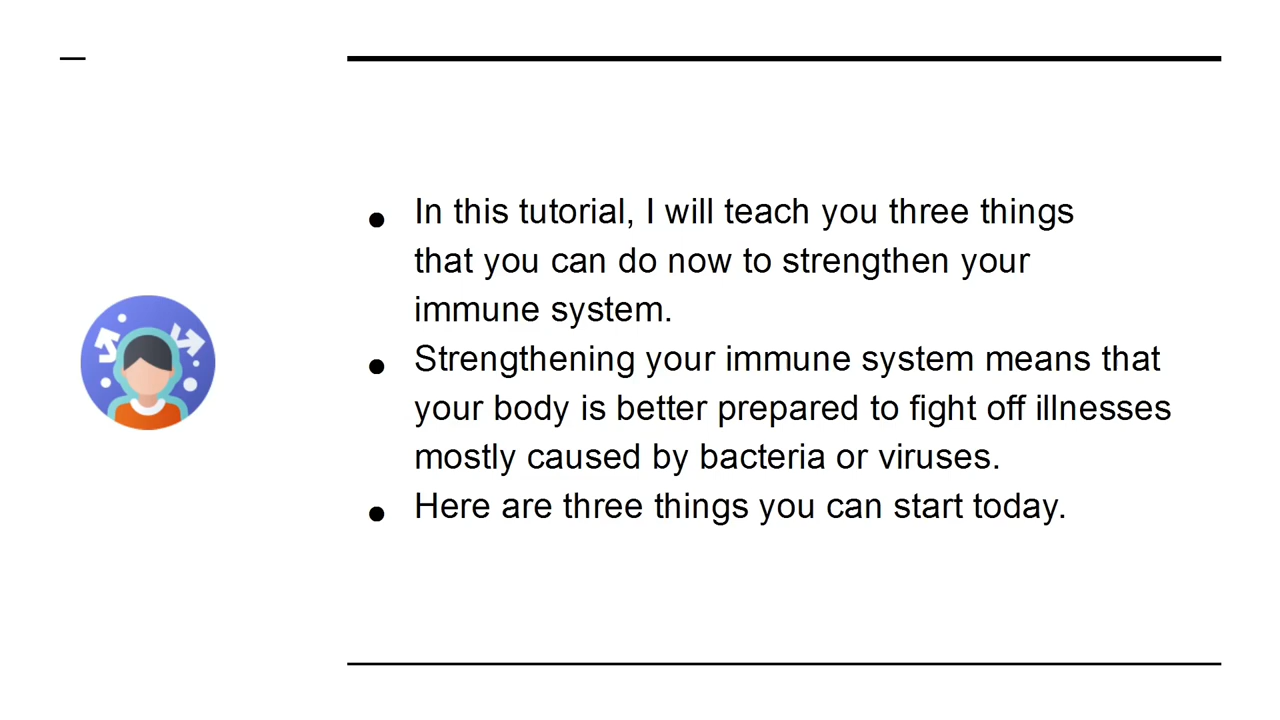 In this tutorial, I will teach you three things
that you can do now to strengthen your
immune system.
Strengthening your immune system means that
your body is better prepared to fight off illnesses
mostly caused by bacteria or viruses.
Here are three things you can start today.